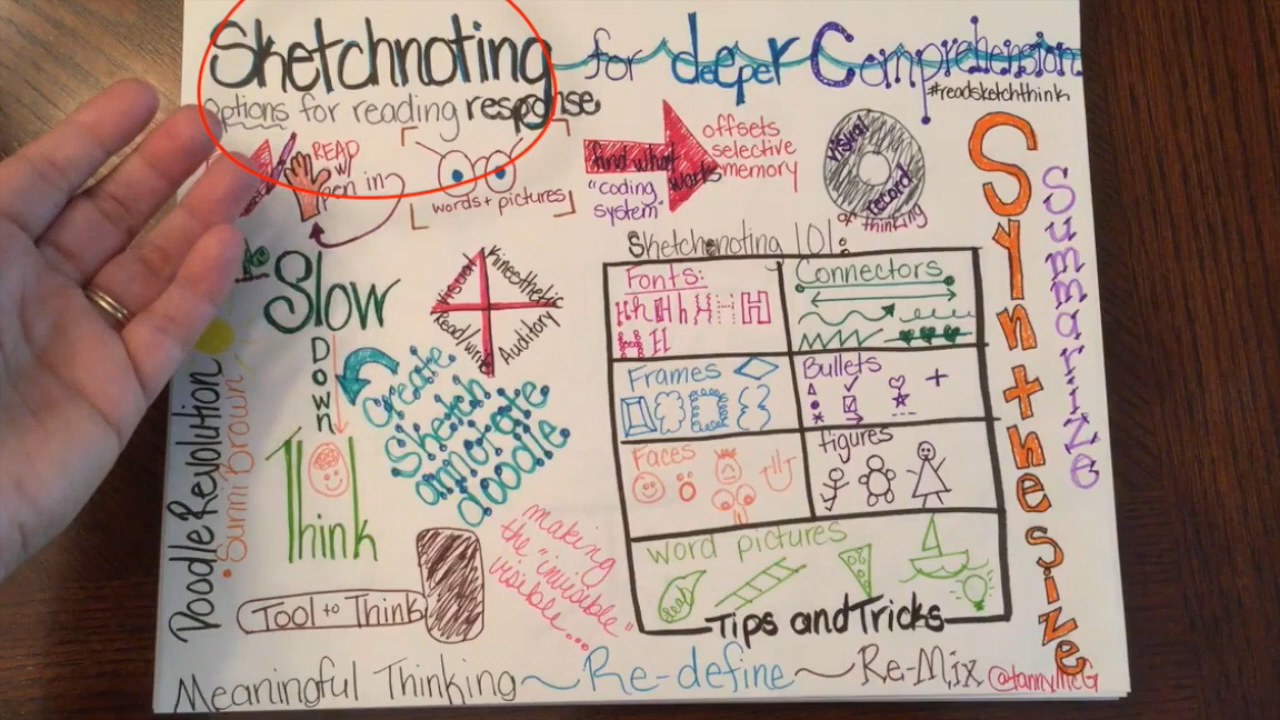 Sketchnoting for deeper Comprehension
#readsketchthink
options for reading response
READ
w/
pen in
words + pictures
find what
works
"coding
system"
offsets
selective
memory
visual
record
of thinking
Synthesize
Summarize
Slow
Down
Think
Visual
Kinesthetic
Read/write
Auditory
Create
Sketch
annotate
doodle
Doodle Revolution
• Sunni Brown
Tool to Think
making
the "invisible"
visible...
Sketchnoting 101:
Fonts:
H h H h H H H
H H
Connectors
Frames
Bullets
Faces
figures
word pictures
leaf
Tips and Tricks
Meaningful Thinking ~ Re-define ~ Re-Mix
@tannymcG